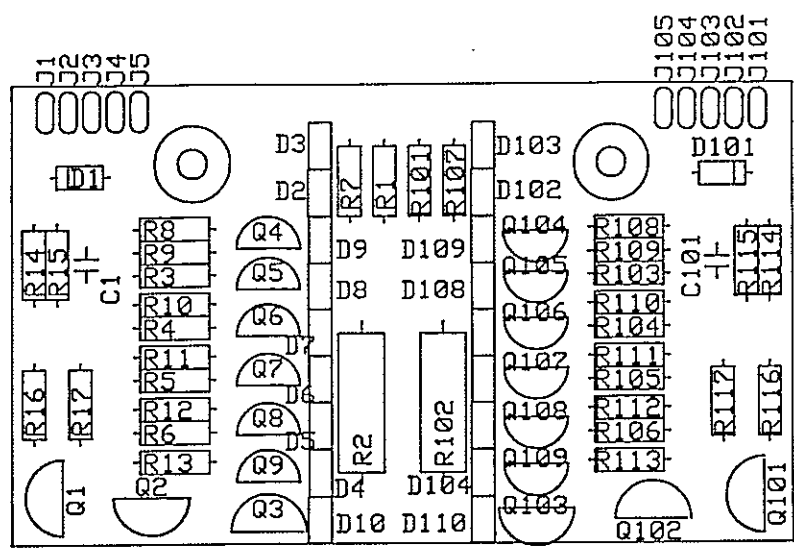 J1 J2 J3 J4 J5 J105 J104 J103 J102 J101
D3 D103 D101
D1 D2 R7 R1 R101 R107 D102
R8 Q4 Q104 R108
R14 R15 R9 D9 D109 R109 C101 R115 R114
C1 R3 Q5 Q105 R103
D8 D108
R10 R110
R4 Q6 Q106 R104
D7
R11 Q107 R111
R5 Q7 R105
R16 R17 D6 R117 R116
R12 Q8 Q108 R112
R6 R2 R102 R106
D5
R13 Q9 Q109 R113
Q1 Q2 D4 D104 Q101
Q3 D10 D110 Q103 Q102